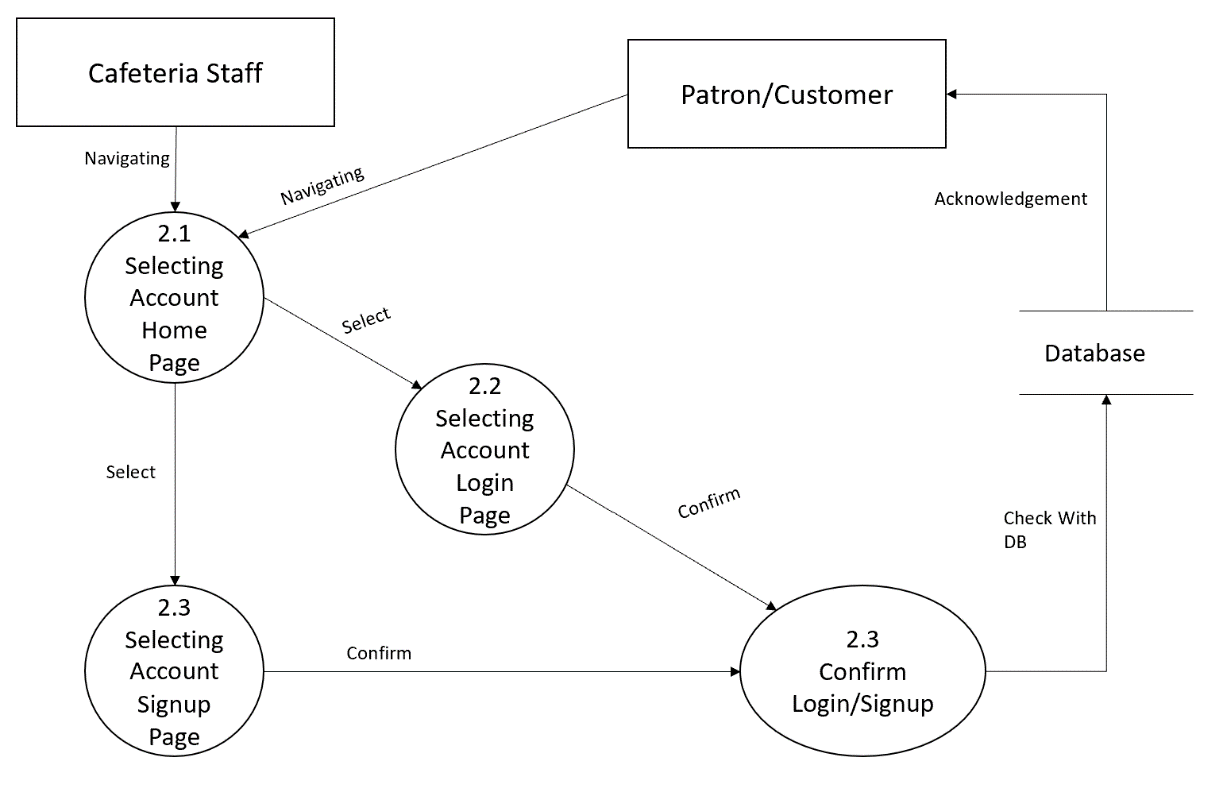 Cafeteria Staff
Patron/Customer
Navigating
Navigating
Acknowledgement
2.1
Selecting
Account
Home
Page
Select
Database
2.2
Selecting
Account
Login
Page
Select
Confirm
Check With
DB
2.3
Selecting
Account
Signup
Page
Confirm
2.3
Confirm
Login/Signup